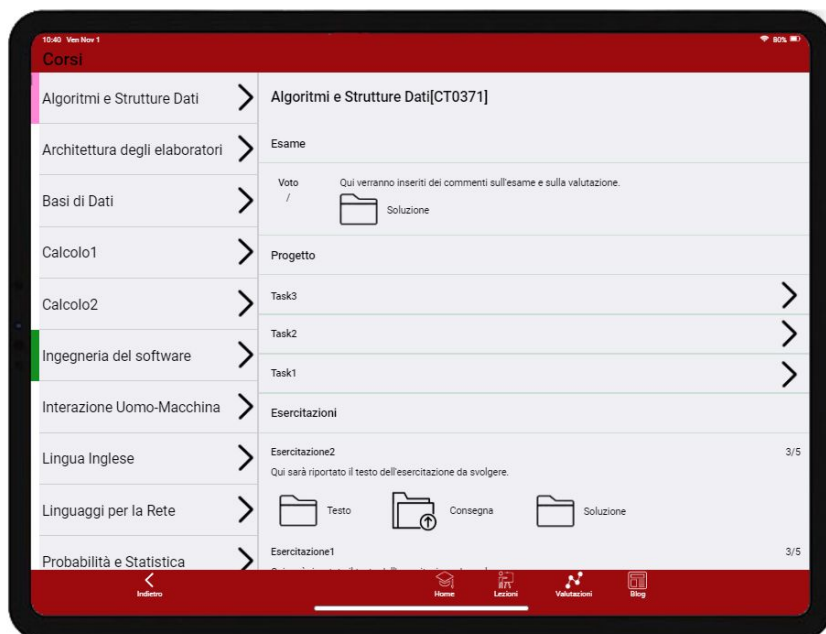 10:40 Ven Nov 1
80%
Corsi
Algoritmi e Strutture Dati
Architettura degli elaboratori
Basi di Dati
Calcolo1
Calcolo2
Ingegneria del software
Interazione Uomo-Macchina
Lingua Inglese
Linguaggi per la Rete
Probabilità e Statistica
Algoritmi e Strutture Dati[CT0371]
Esame
Voto
/
Qui verranno inseriti dei commenti sull'esame e sulla valutazione.
Soluzione
Progetto
Task3
Task2
Task1
Esercitazioni
Esercitazione2 3/5
Qui sarà riportato il testo dell'esercitazione da svolgere.
Testo Consegna Soluzione
Esercitazione1 3/5
Indietro Home Lezioni Valutazioni Blog